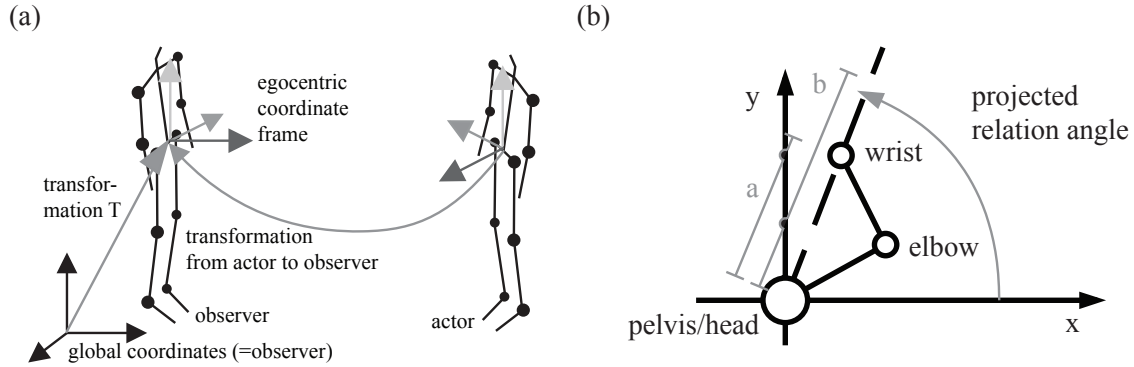 (a)
egocentric
coordinate
frame
transfor-
mation T
transformation
from actor to observer
observer
actor
global coordinates (=observer)
(b)
y
b
projected
relation angle
wrist
a
elbow
pelvis/head
x